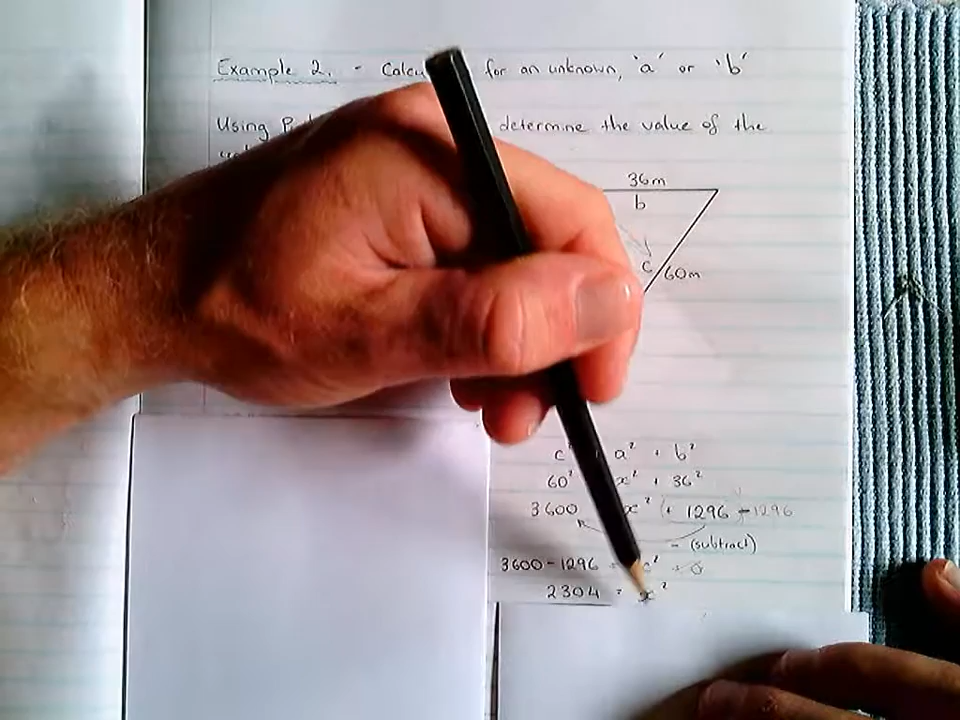 Example 2. - Calcu for an unknown, 'a' or 'b'
Using P determine the value of the
36m
b
c 60m
c² a² + b²
60² x² + 36²
3600 x² + 1296 - 1296
- (subtract)
3600 - 1296 = x² + 0
2304 = x²